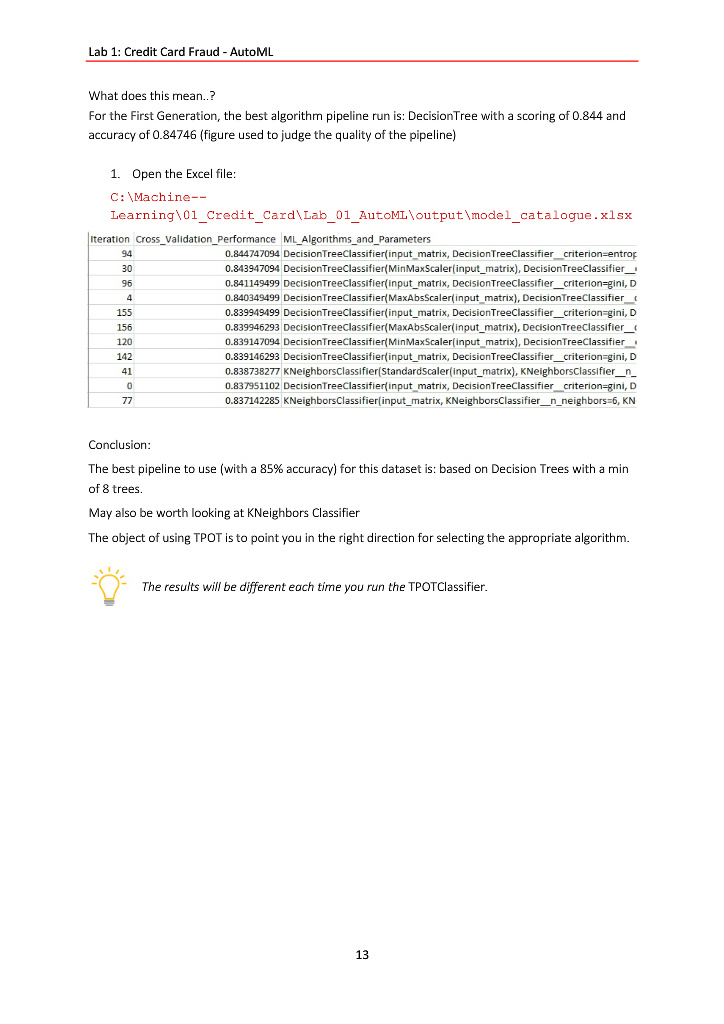 Lab 1: Credit Card Fraud - AutoML
What does this mean..?
For the First Generation, the best algorithm pipeline run is: DecisionTree with a scoring of 0.844 and
accuracy of 0.84746 (figure used to judge the quality of the pipeline)
1. Open the Excel file:
C:\Machine--
Learning\01_Credit_Card\Lab_01_AutoML\output\model_catalogue.xlsx
Iteration Cross_Validation_Performance ML_Algorithms_and_Parameters
94 0.844747094 DecisionTreeClassifier(input_matrix, DecisionTreeClassifier__criterion=entrop
30 0.843947094 DecisionTreeClassifier(MinMaxScaler(input_matrix), DecisionTreeClassifier__
96 0.841149499 DecisionTreeClassifier(input_matrix, DecisionTreeClassifier__criterion=gini, D
4 0.840349499 DecisionTreeClassifier(MaxAbsScaler(input_matrix), DecisionTreeClassifier__
155 0.839949499 DecisionTreeClassifier(input_matrix, DecisionTreeClassifier__criterion=gini, D
156 0.839946293 DecisionTreeClassifier(MaxAbsScaler(input_matrix), DecisionTreeClassifier__
120 0.839147094 DecisionTreeClassifier(MinMaxScaler(input_matrix), DecisionTreeClassifier__
142 0.839146293 DecisionTreeClassifier(input_matrix, DecisionTreeClassifier__criterion=gini, D
41 0.838738277 KNeighborsClassifier(StandardScaler(input_matrix), KNeighborsClassifier__n_
0 0.837951102 DecisionTreeClassifier(input_matrix, DecisionTreeClassifier__criterion=gini, D
77 0.837142285 KNeighborsClassifier(input_matrix, KNeighborsClassifier__n_neighbors=6, KN
Conclusion:
The best pipeline to use (with a 85% accuracy) for this dataset is: based on Decision Trees with a min
of 8 trees.
May also be worth looking at KNeighbors Classifier
The object of using TPOT is to point you in the right direction for selecting the appropriate algorithm.
The results will be different each time you run the TPOTClassifier.
13